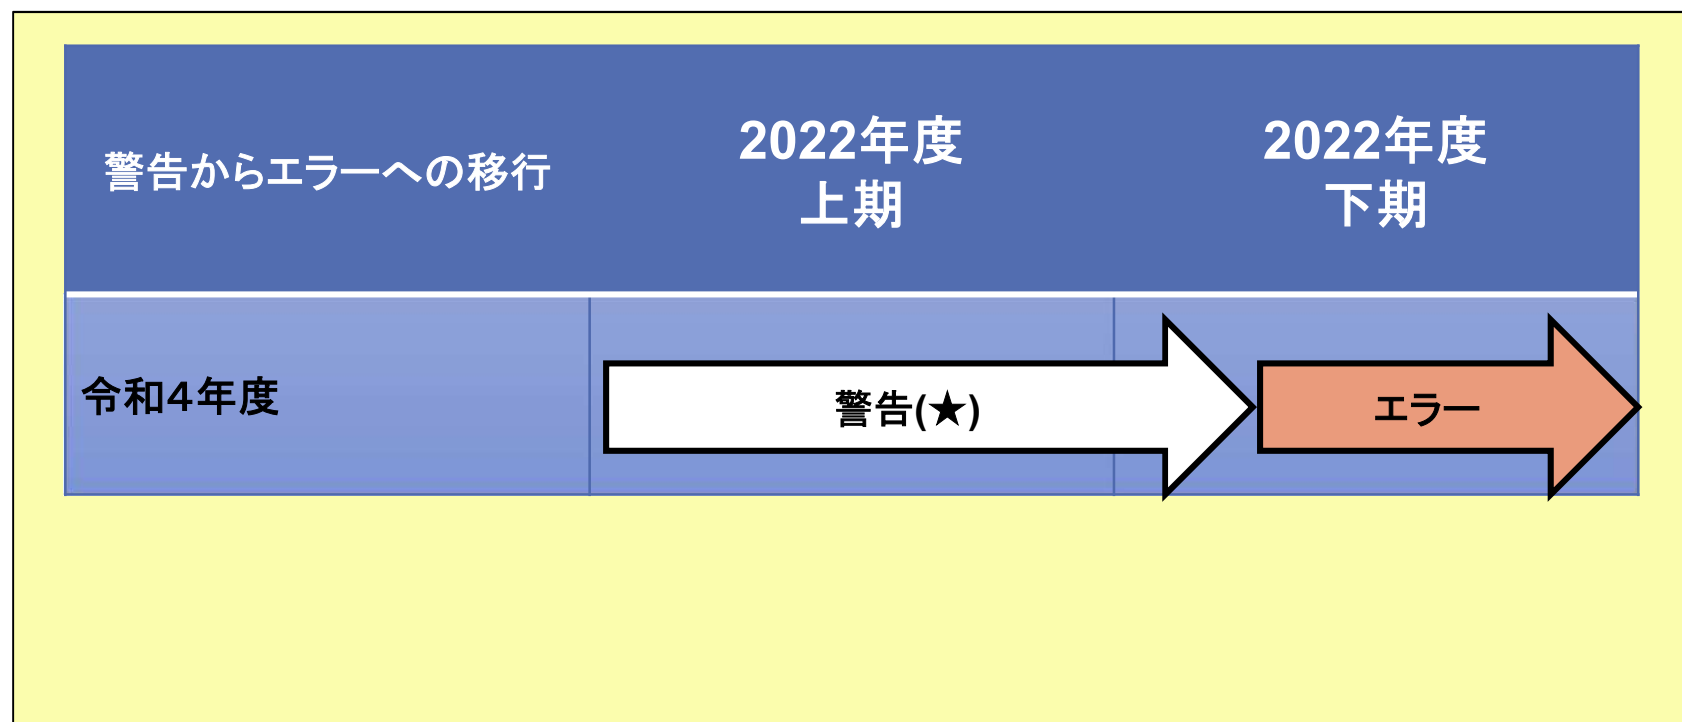 警告からエラーへの移行
2022年度
上期
2022年度
下期
令和４年度
警告(★)
エラー